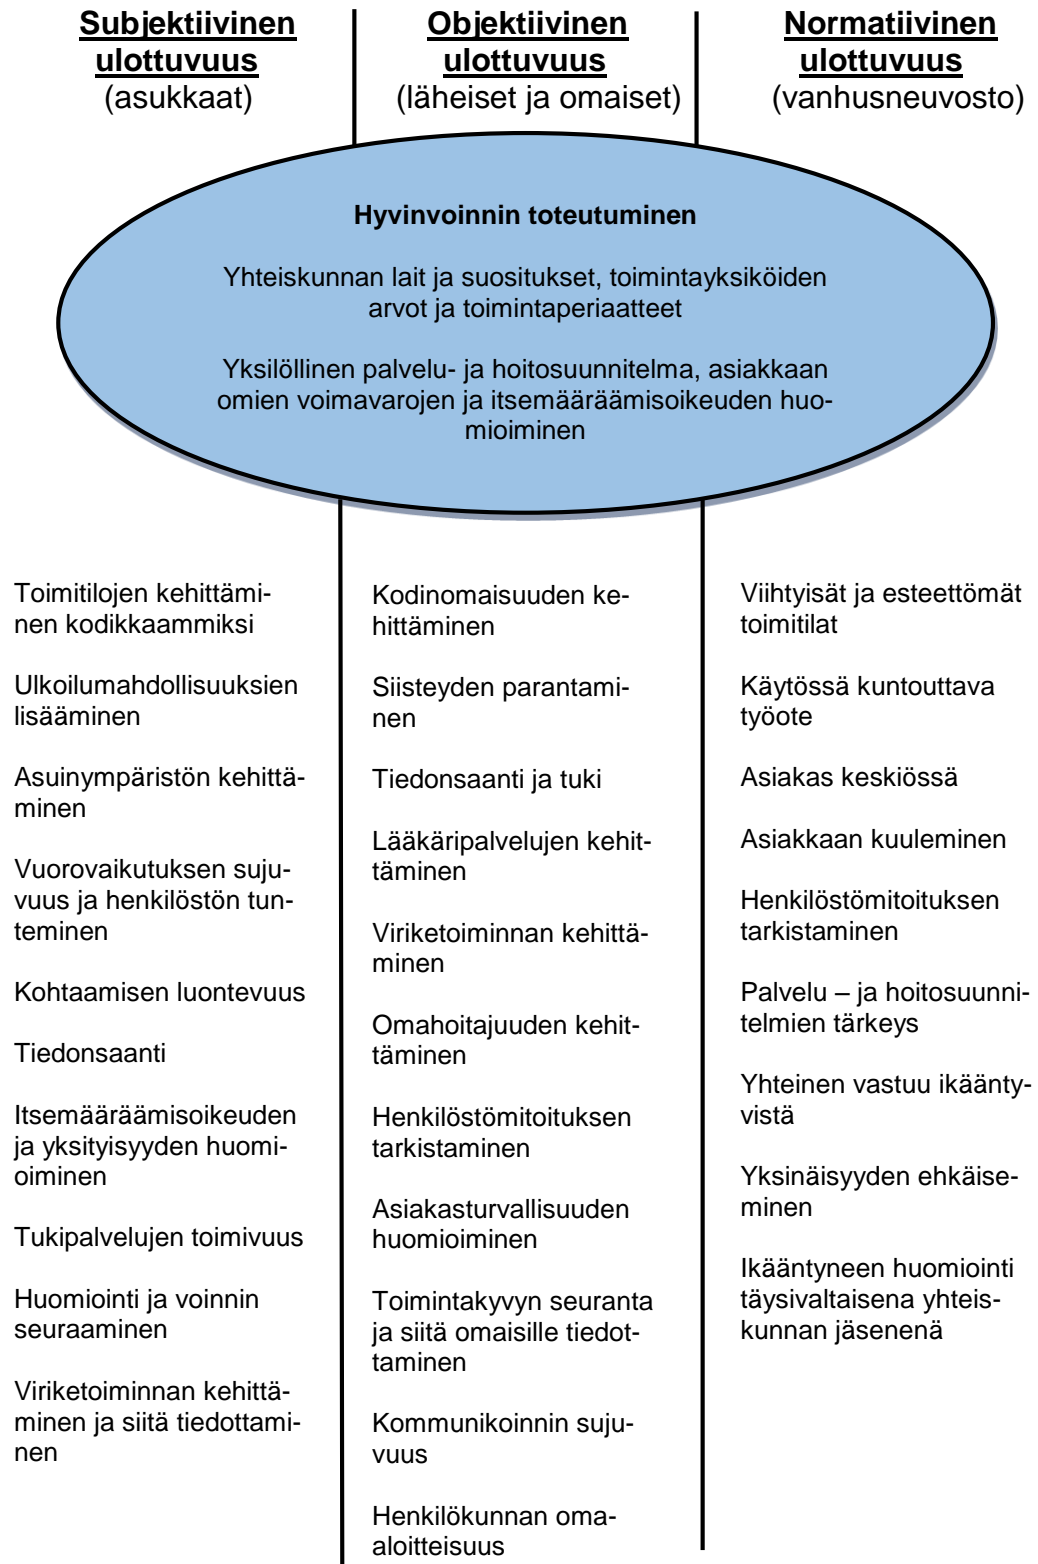 Subjektiivinen
ulottuvuus
(asukkaat)
Objektiivinen
ulottuvuus
(läheiset ja omaiset)
Normatiivinen
ulottuvuus
(vanhusneuvosto)
Hyvinvoinnin toteutuminen
Yhteiskunnan lait ja suositukset, toimintayksiköiden
arvot ja toimintaperiaatteet
Yksilöllinen palvelu- ja hoitosuunnitelma, asiakkaan
omien voimavarojen ja itsemääräämisoikeuden huo-
mioiminen
Toimitilojen kehittämi-
nen kodikkaammiksi
Ulkoilumahdollisuuksien
lisääminen
Asuinympäristön kehittä-
minen
Vuorovaikutuksen suju-
vuus ja henkilöstön tun-
teminen
Kohtaamisen luontevuus
Tiedonsaanti
Itsemääräämisoikeuden
ja yksityisyyden huomi-
oiminen
Tukipalvelujen toimivuus
Huomiointi ja voinnin
seuraaminen
Viriketoiminnan kehittä-
minen ja siitä tiedottami-
nen
Kodinomaisuuden ke-
hittäminen
Siisteyden parantami-
nen
Tiedonsaanti ja tuki
Lääkäripalvelujen kehit-
täminen
Viriketoiminnan kehittä-
minen
Omahoitajuuden kehit-
täminen
Henkilöstömitoituksen
tarkistaminen
Asiakasturvallisuuden
huomioiminen
Toimintakyvyn seuranta
ja siitä omaisille tiedot-
taminen
Kommunikoinnin suju-
vuus
Henkilökunnan oma-
aloitteisuus
Viihtyisät ja esteettömät
toimitilat
Käytössä kuntouttava
työote
Asiakas keskiössä
Asiakkaan kuuleminen
Henkilöstömitoituksen
tarkistaminen
Palvelu – ja hoitosuunni-
telmien tärkeys
Yhteinen vastuu ikäänty-
vistä
Yksinäisyyden ehkäise-
minen
Ikääntyneen huomiointi
täysivaltaisena yhteis-
kunnan jäsenenä